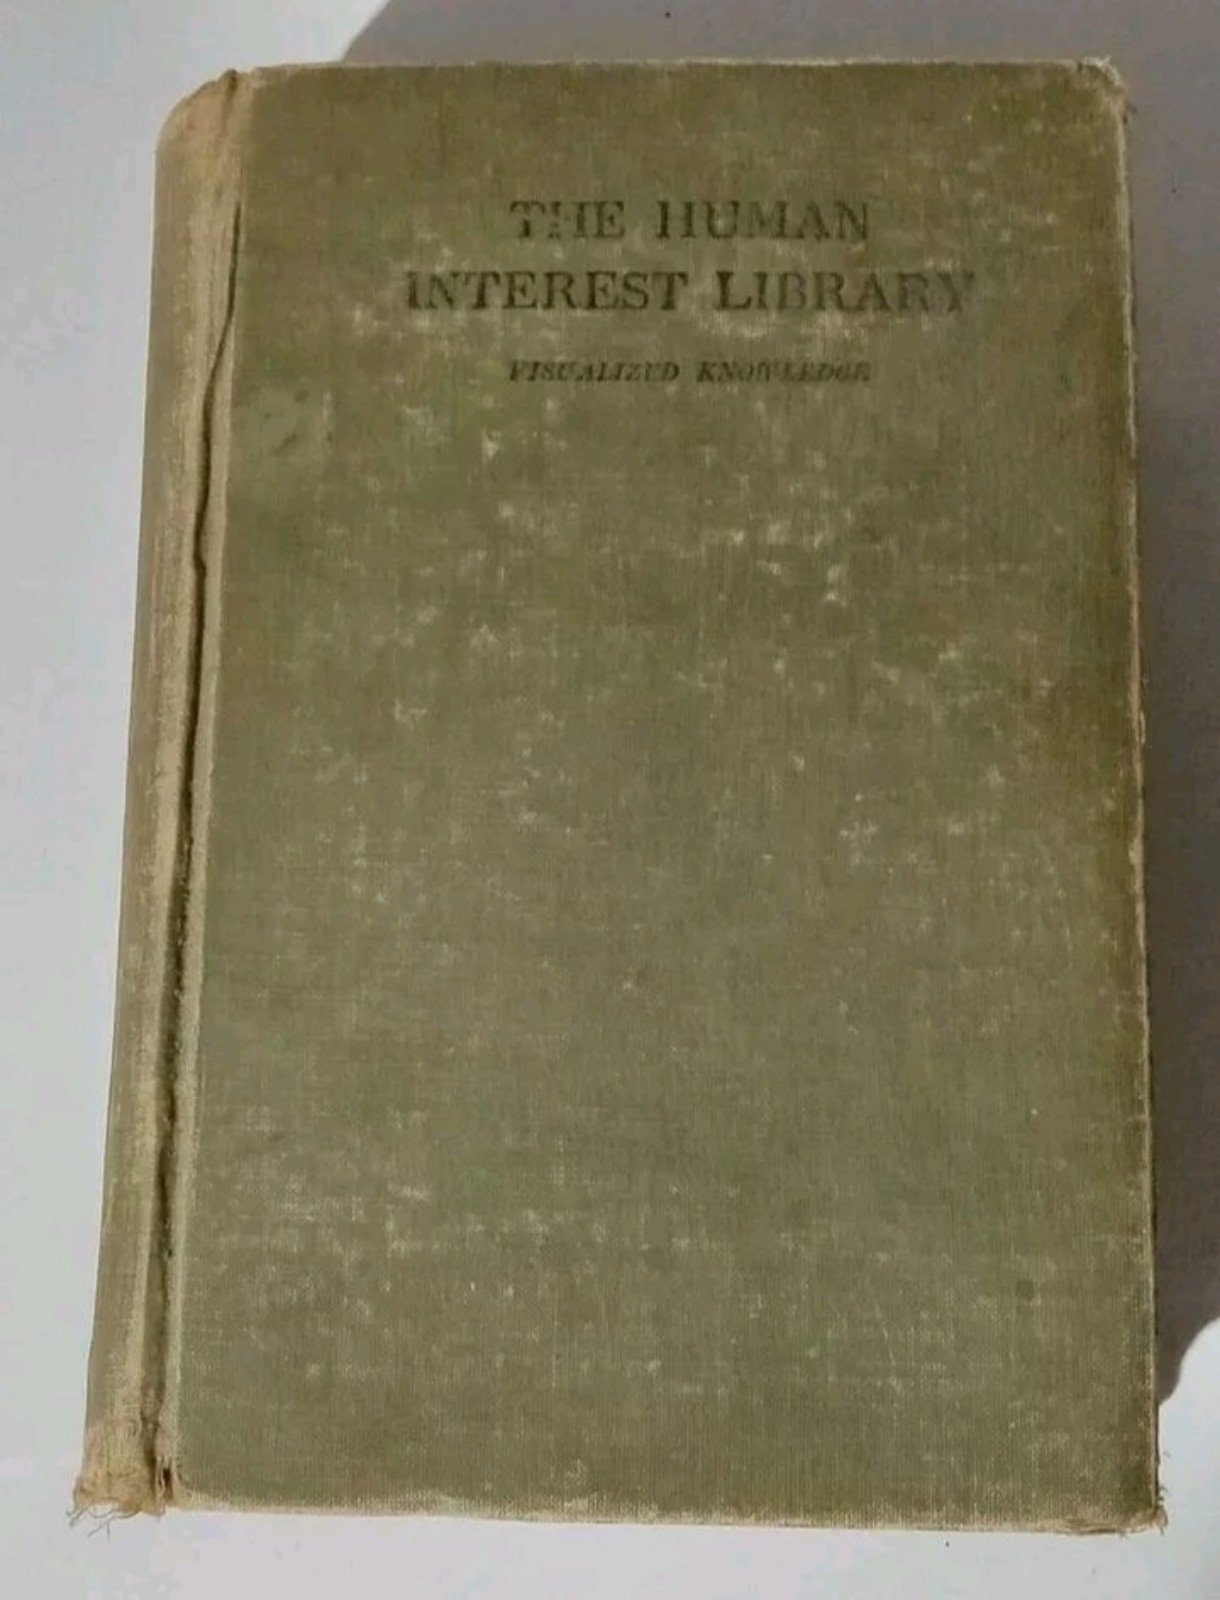 THE HUMAN
INTEREST LIBRARY
VISUALIZED KNOWLEDGE